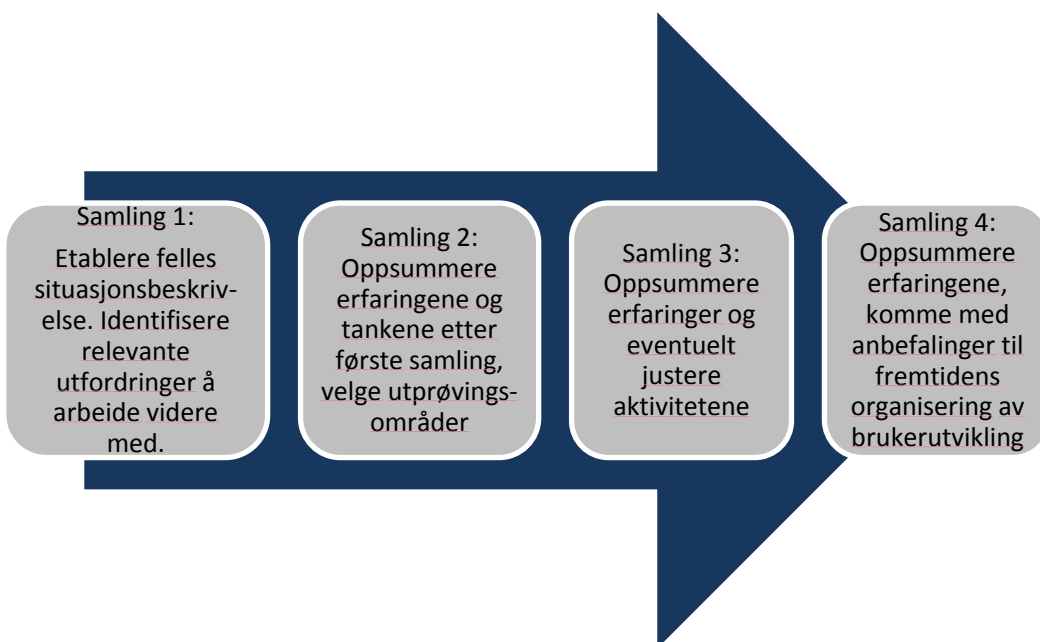 Samling 1:
Etablere felles
situasjonsbeskriv-
else. Identifisere
relevante
utfordringer å
arbeide videre
med.
Samling 2:
Oppsummere
erfaringene og
tankene etter
første samling,
velge utprøvings-
områder
Samling 3:
Oppsummere
erfaringer og
eventuelt
justere
aktivitetene
Samling 4:
Oppsummere
erfaringene,
komme med
anbefalinger til
fremtidens
organisering av
brukerutvikling